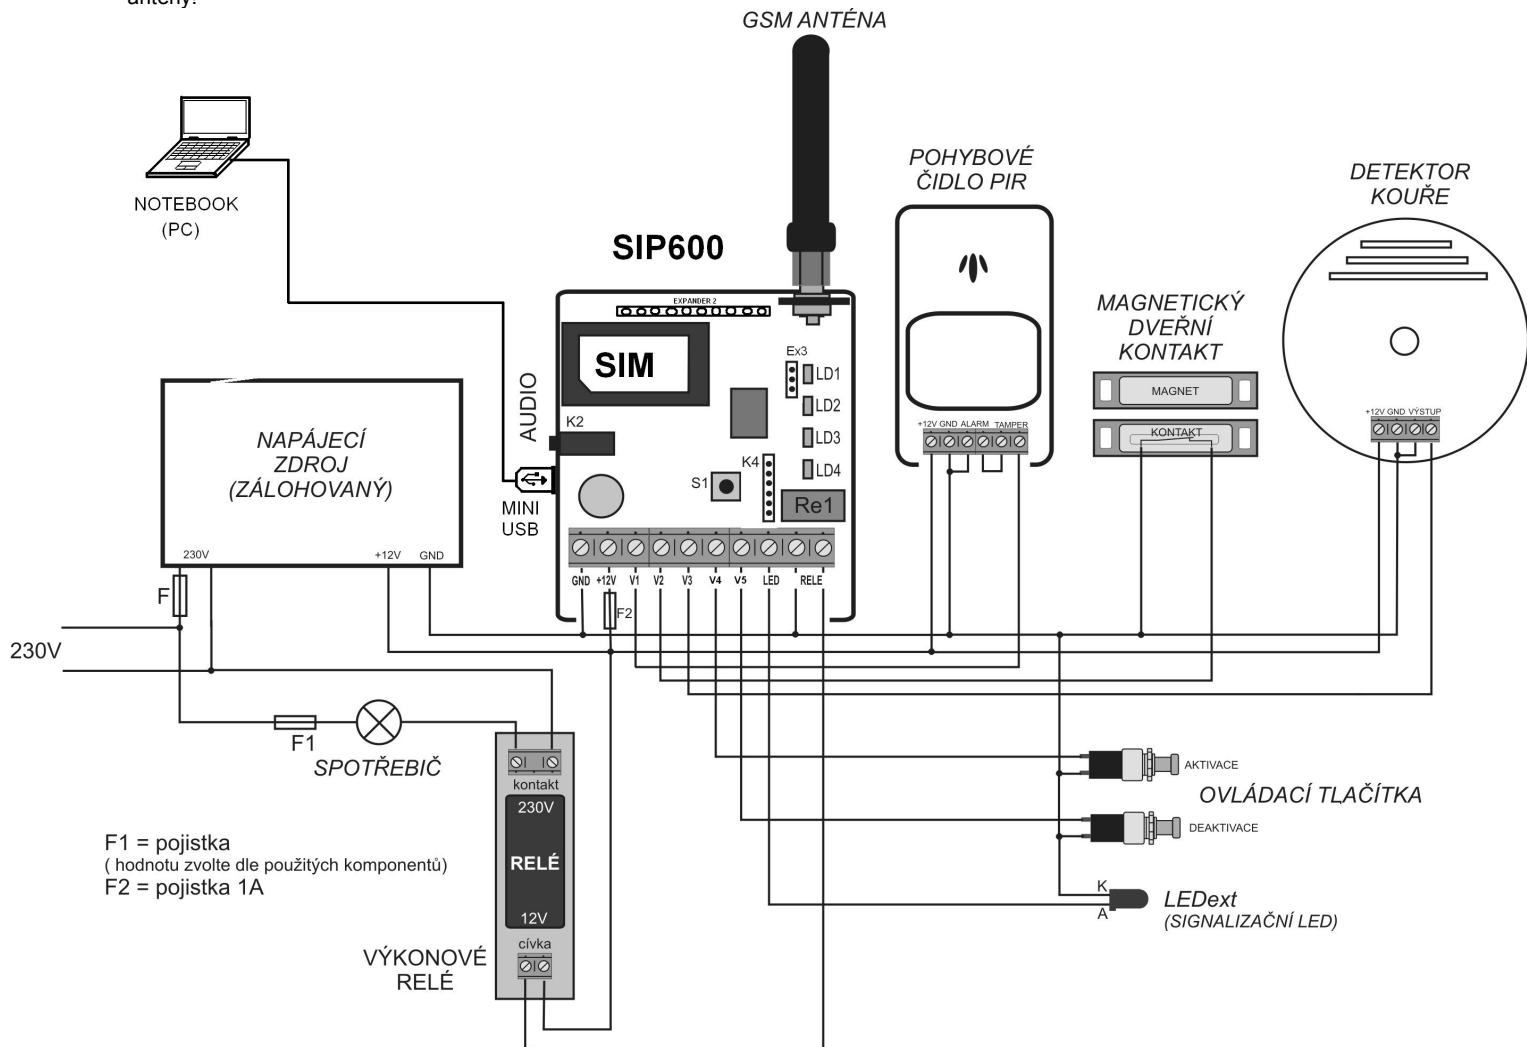 antény!
GSM ANTÉNA
NOTEBOOK
(PC)
SIP600
POHYBOVÉ
ČIDLO PIR
DETEKTOR
KOUŘE
MAGNETICKÝ
DVEŘNÍ
KONTAKT
MAGNET
KONTAKT
EXPANDER 2
SIM
Ex3
LD1
LD2
LD3
LD4
AUDIO
K2
K4
S1
Re1
MINI
USB
+12V GND ALARM TAMPER
+12V GND VÝSTUP
NAPÁJECÍ
ZDROJ
(ZÁLOHOVANÝ)
230V
+12V
GND
GND +12V V1 V2 V3 V4 V5 LED RELE
F
F2
230V
F1
SPOTŘEBIČ
kontakt
230V
RELÉ
12V
cívka
VÝKONOVÉ
RELÉ
F1 = pojistka
( hodnotu zvolte dle použitých komponentů)
F2 = pojistka 1A
AKTIVACE
OVLÁDACÍ TLAČÍTKA
DEAKTIVACE
K
A
LEDext
(SIGNALIZAČNÍ LED)